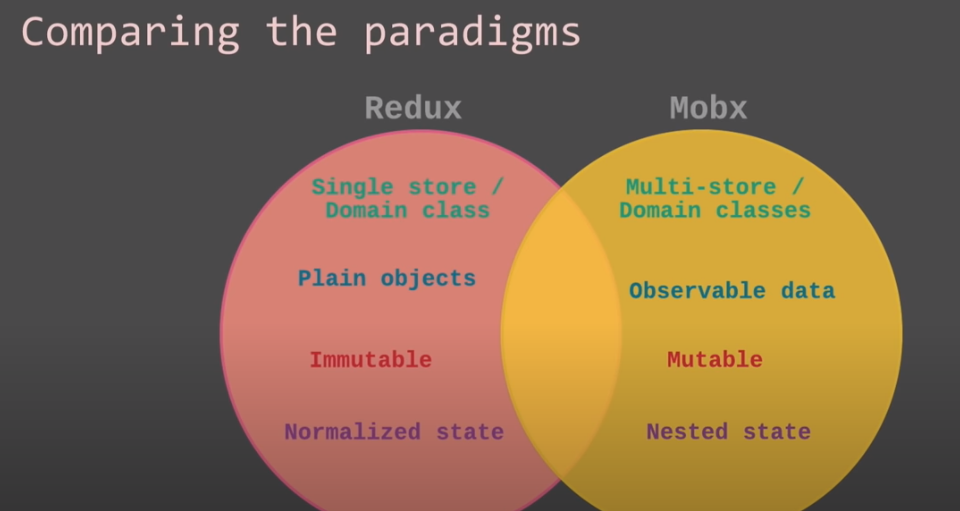 Comparing the paradigms
Redux
Single store /
Domain class
Plain objects
Immutable
Normalized state
Mobx
Multi-store /
Domain classes
Observable data
Mutable
Nested state